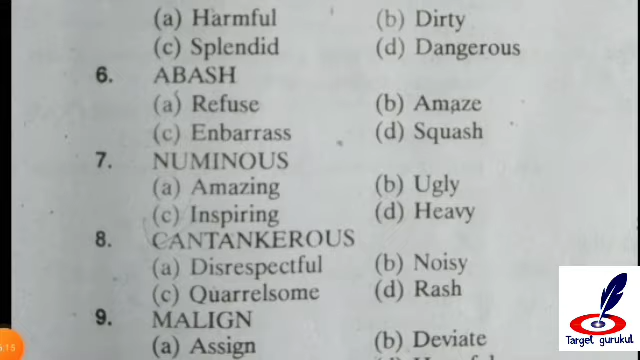 (a) Harmful (b) Dirty
(c) Splendid (d) Dangerous
6. ABASH
(a) Refuse (b) Amaze
(c) Enbarrass (d) Squash
7. NUMINOUS
(a) Amazing (b) Ugly
(c) Inspiring (d) Heavy
8. CANTANKEROUS
(a) Disrespectful (b) Noisy
(c) Quarrelsome (d) Rash
9. MALIGN
(a) Assign (b) Deviate
Target gurukul